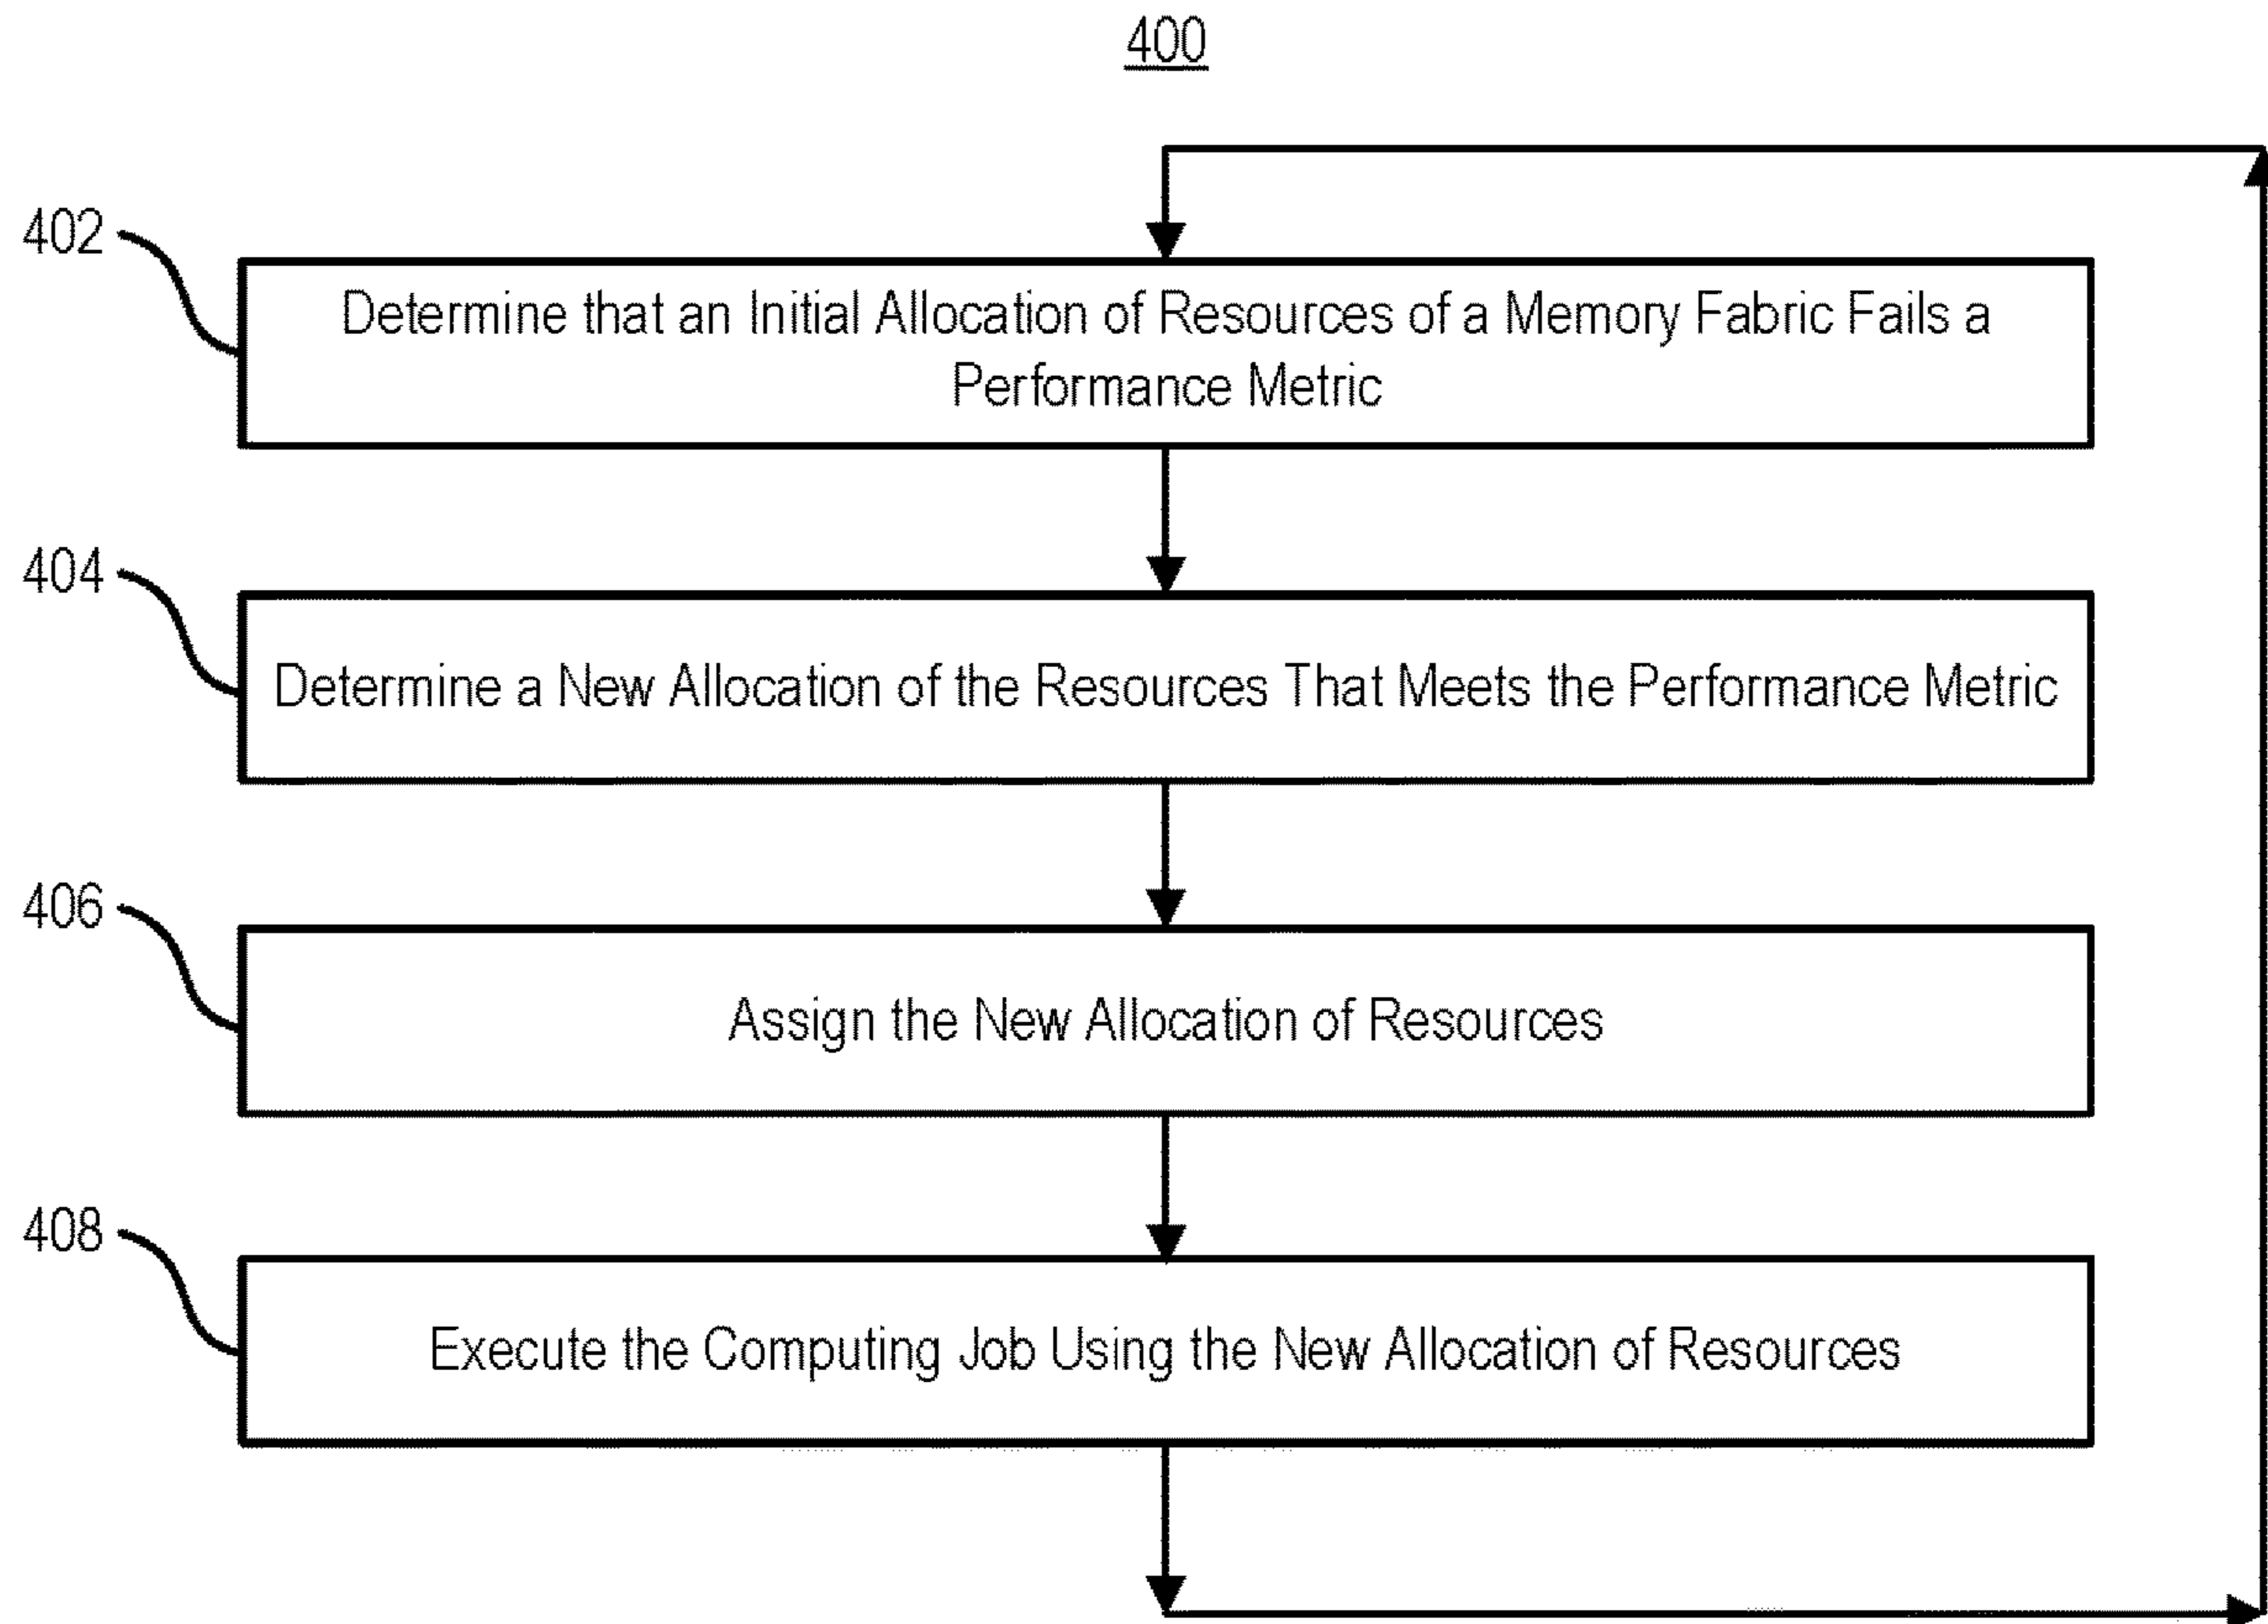 400
402
Determine that an Initial Allocation of Resources of a Memory Fabric Fails a
Performance Metric
404
Determine a New Allocation of the Resources That Meets the Performance Metric
406
Assign the New Allocation of Resources
408
Execute the Computing Job Using the New Allocation of Resources